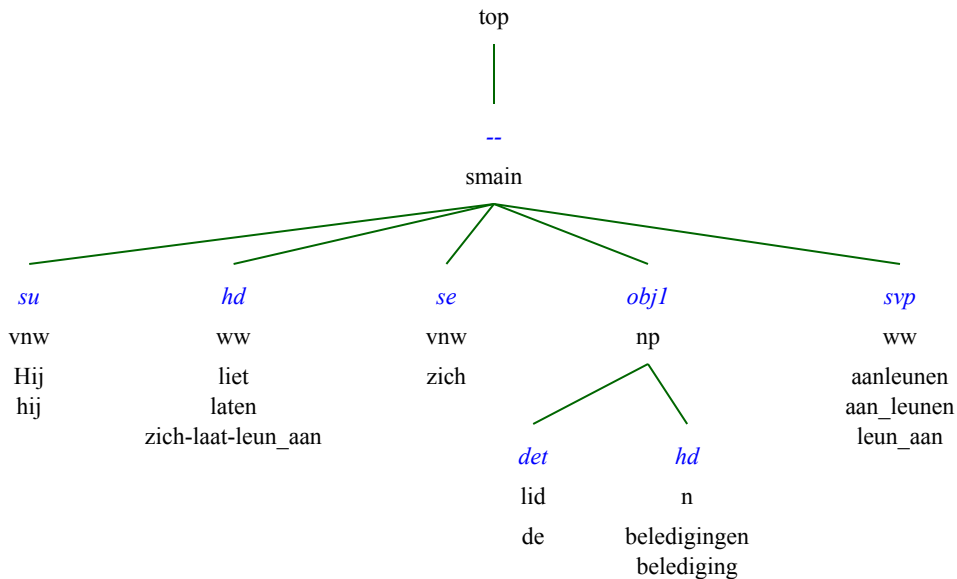 top
--
smain
su hd se obj1 svp
vnw ww vnw np ww
Hij liet zich aanleunen
hij laten aan_leunen
zich-laat-leun_aan leun_aan
det hd
lid n
de beledigingen
belediging